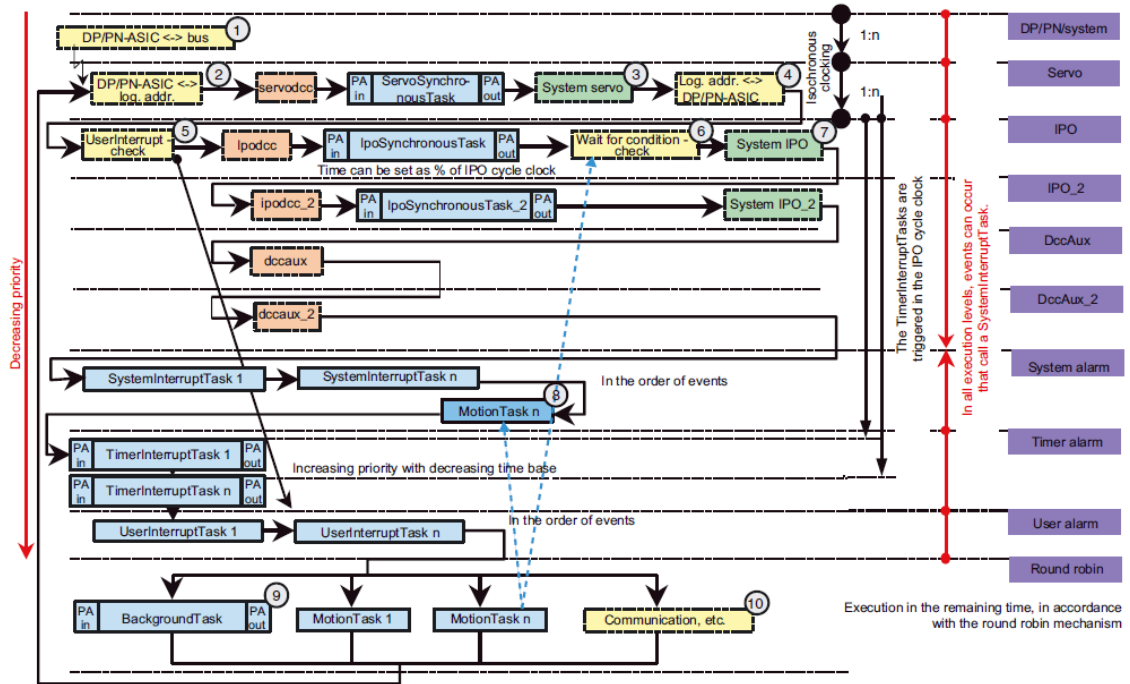 DP/PN-ASIC <-> bus
1
DP/PN/system
1:n
Isochronous
clocking
DP/PN-ASIC <->
log. addr.
2
servodcc
PA
in
ServoSynchro-
nousTask
PA
out
System servo
3
Log. addr. <->
DP/PN-ASIC
4
Servo
1:n
UserInterrupt -
check
5
Ipodcc
PA
in
IpoSynchronousTask
PA
out
Wait for condition -
check
6
System IPO
7
IPO
Time can be set as % of IPO cycle clock
ipodcc_2
PA
in
IpoSynchronousTask_2
PA
out
System IPO_2
IPO_2
dccaux
DccAux
dccaux_2
DccAux_2
Decreasing priority
The TimerInterruptTasks are
triggered in the IPO cycle clock
In all execution levels, events can occur
that call a SystemInterruptTask.
SystemInterruptTask 1
SystemInterruptTask n
In the order of events
System alarm
MotionTask n
8
PA
in
TimerInterruptTask 1
PA
out
Timer alarm
Increasing priority with decreasing time base
PA
in
TimerInterruptTask n
PA
out
In the order of events
UserInterruptTask 1
UserInterruptTask n
User alarm
Round robin
PA
in
BackgroundTask
PA
out
9
MotionTask 1
MotionTask n
Communication, etc.
10
Execution in the remaining time, in accordance
with the round robin mechanism